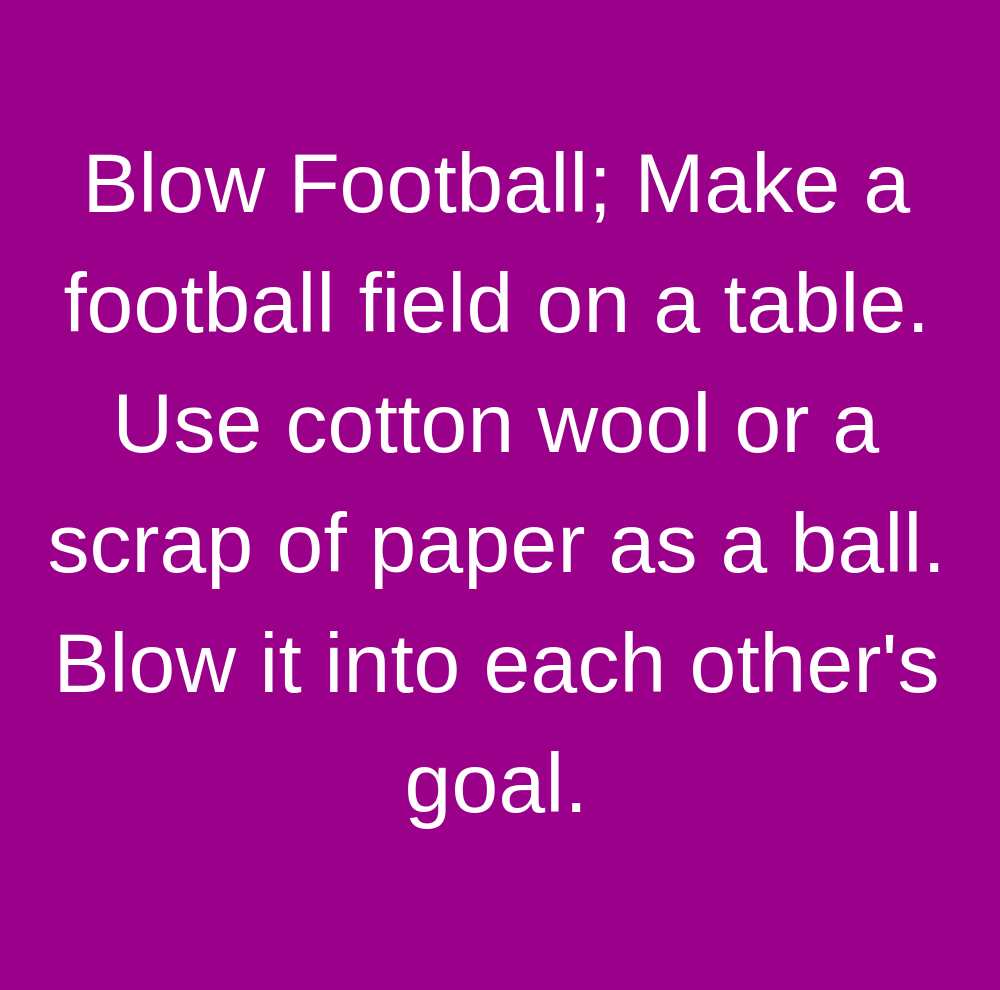 Blow Football; Make a
football field on a table.
Use cotton wool or a
scrap of paper as a ball.
Blow it into each other's
goal.